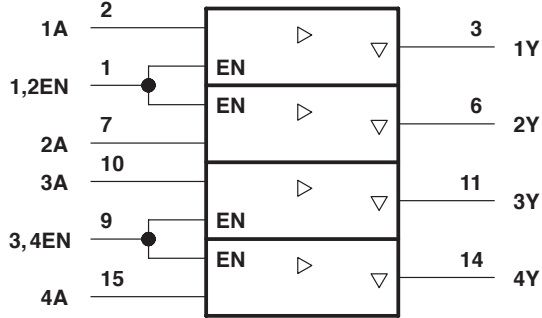 1A 2 3 1Y
1,2EN 1 EN
EN 6 2Y
2A 7
3A 10
11 3Y
3,4EN 9 EN
EN 14 4Y
4A 15